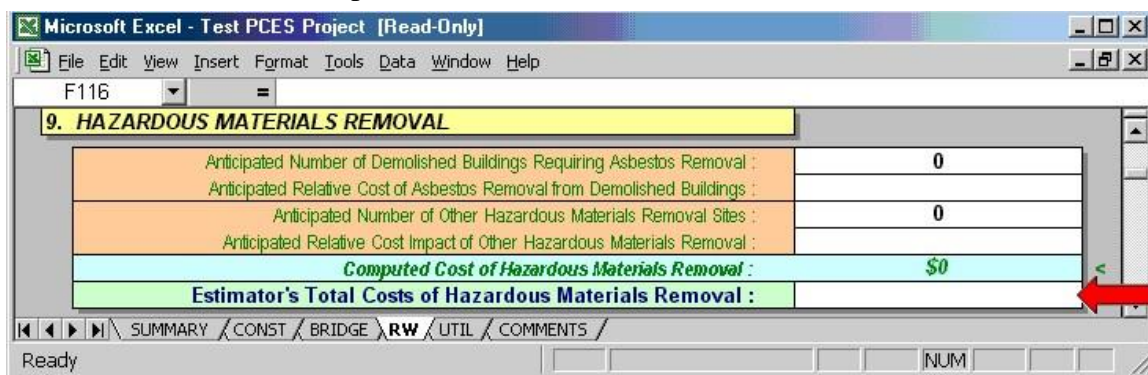 Microsoft Excel - Test PCES Project [Read-Only]
File Edit View Insert Format Tools Data Window Help
F116 =
9. HAZARDOUS MATERIALS REMOVAL
Anticipated Number of Demolished Buildings Requiring Asbestos Removal : 0
Anticipated Relative Cost of Asbestos Removal from Demolished Buildings :
Anticipated Number of Other Hazardous Materials Removal Sites : 0
Anticipated Relative Cost Impact of Other Hazardous Materials Removal :
Computed Cost of Hazardous Materials Removal : $0 <
Estimator's Total Costs of Hazardous Materials Removal :
SUMMARY / CONST / BRIDGE \ RW / UTIL / COMMENTS /
Ready NUM